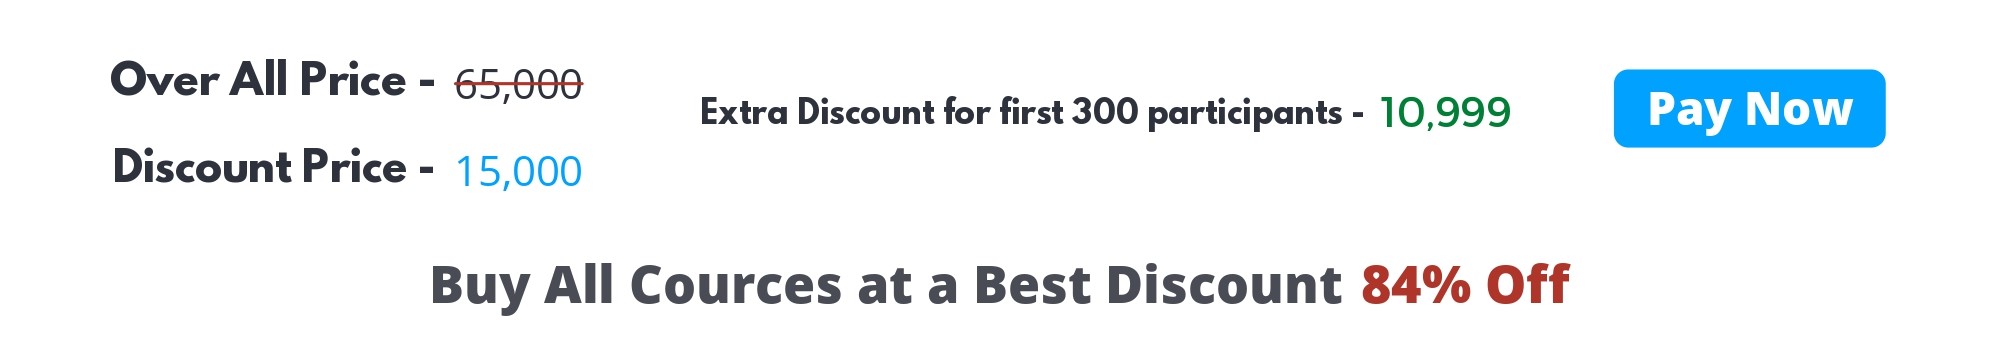 Over All Price - 65,000
Discount Price - 15,000
Extra Discount for first 300 participants - 10,999
Pay Now
Buy All Cources at a Best Discount 84% Off